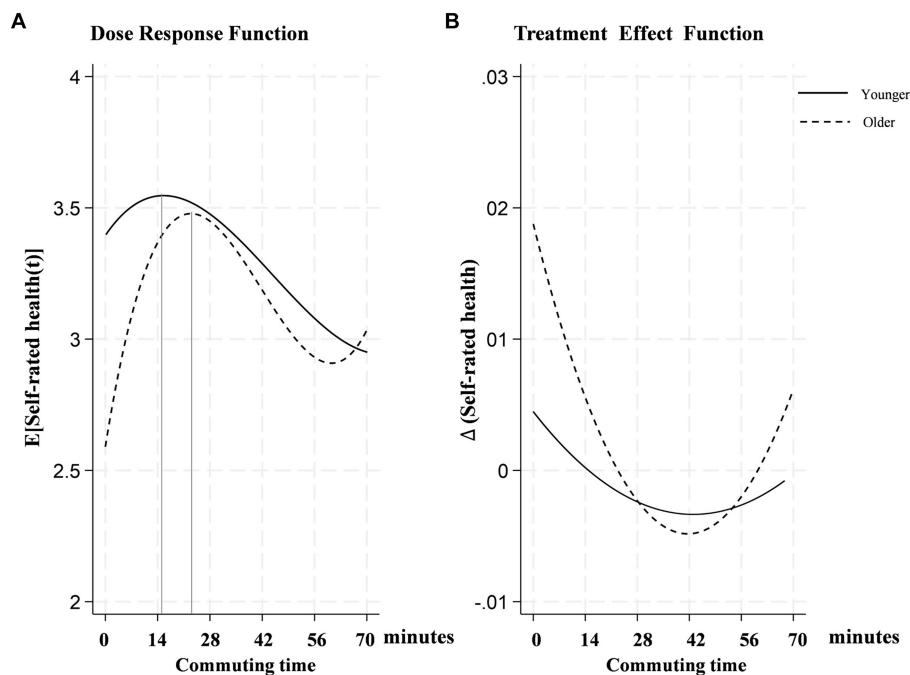 A
Dose Response Function
4
3.5
3
2.5
2
E[Self-rated health(t)]
0 14 28 42 56 70 minutes
Commuting time
B
Treatment Effect Function
.03
.02
.01
0
-.01
Δ (Self-rated health)
0 14 28 42 56 70 minutes
Commuting time
Younger
Older